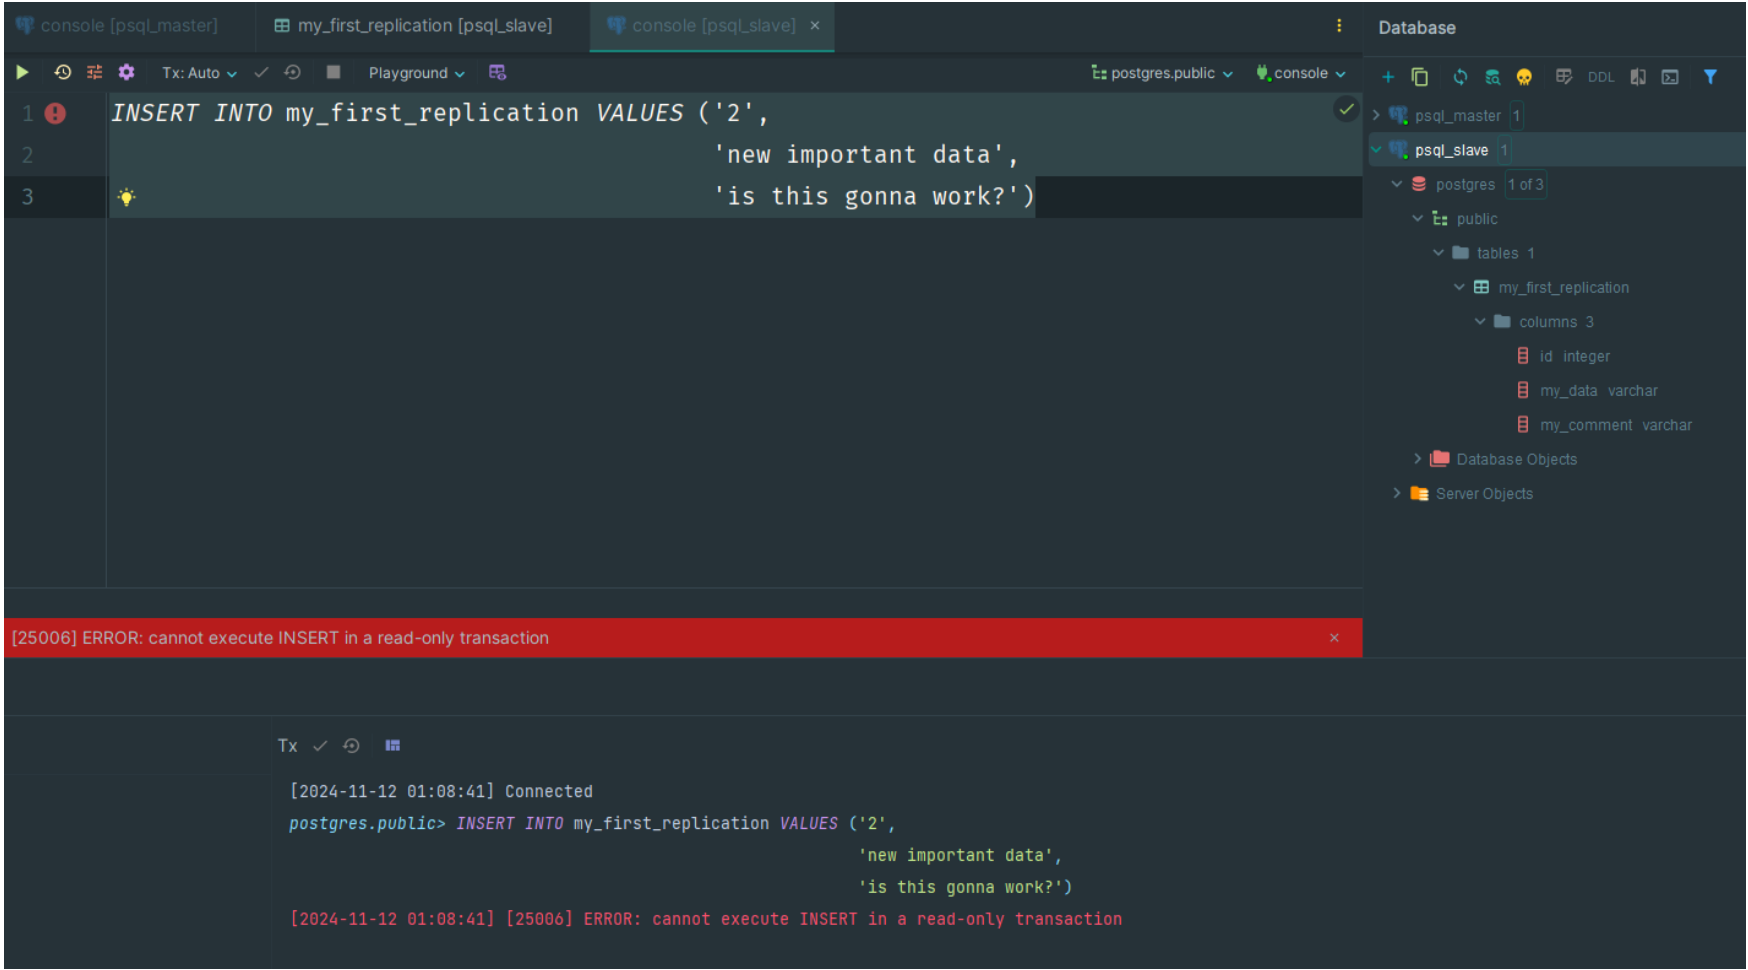 console [psql_master]
my_first_replication [psql_slave]
console [psql_slave]
Database
Tx: Auto
Playground
postgres.public
console
DDL
1 INSERT INTO my_first_replication VALUES ('2',
2 'new important data',
3 'is this gonna work?')
psql_master 1
psql_slave 1
postgres 1 of 3
public
tables 1
my_first_replication
columns 3
id integer
my_data varchar
my_comment varchar
Database Objects
Server Objects
[25006] ERROR: cannot execute INSERT in a read-only transaction
Tx
[2024-11-12 01:08:41] Connected
postgres.public> INSERT INTO my_first_replication VALUES ('2',
'new important data',
'is this gonna work?')
[2024-11-12 01:08:41] [25006] ERROR: cannot execute INSERT in a read-only transaction